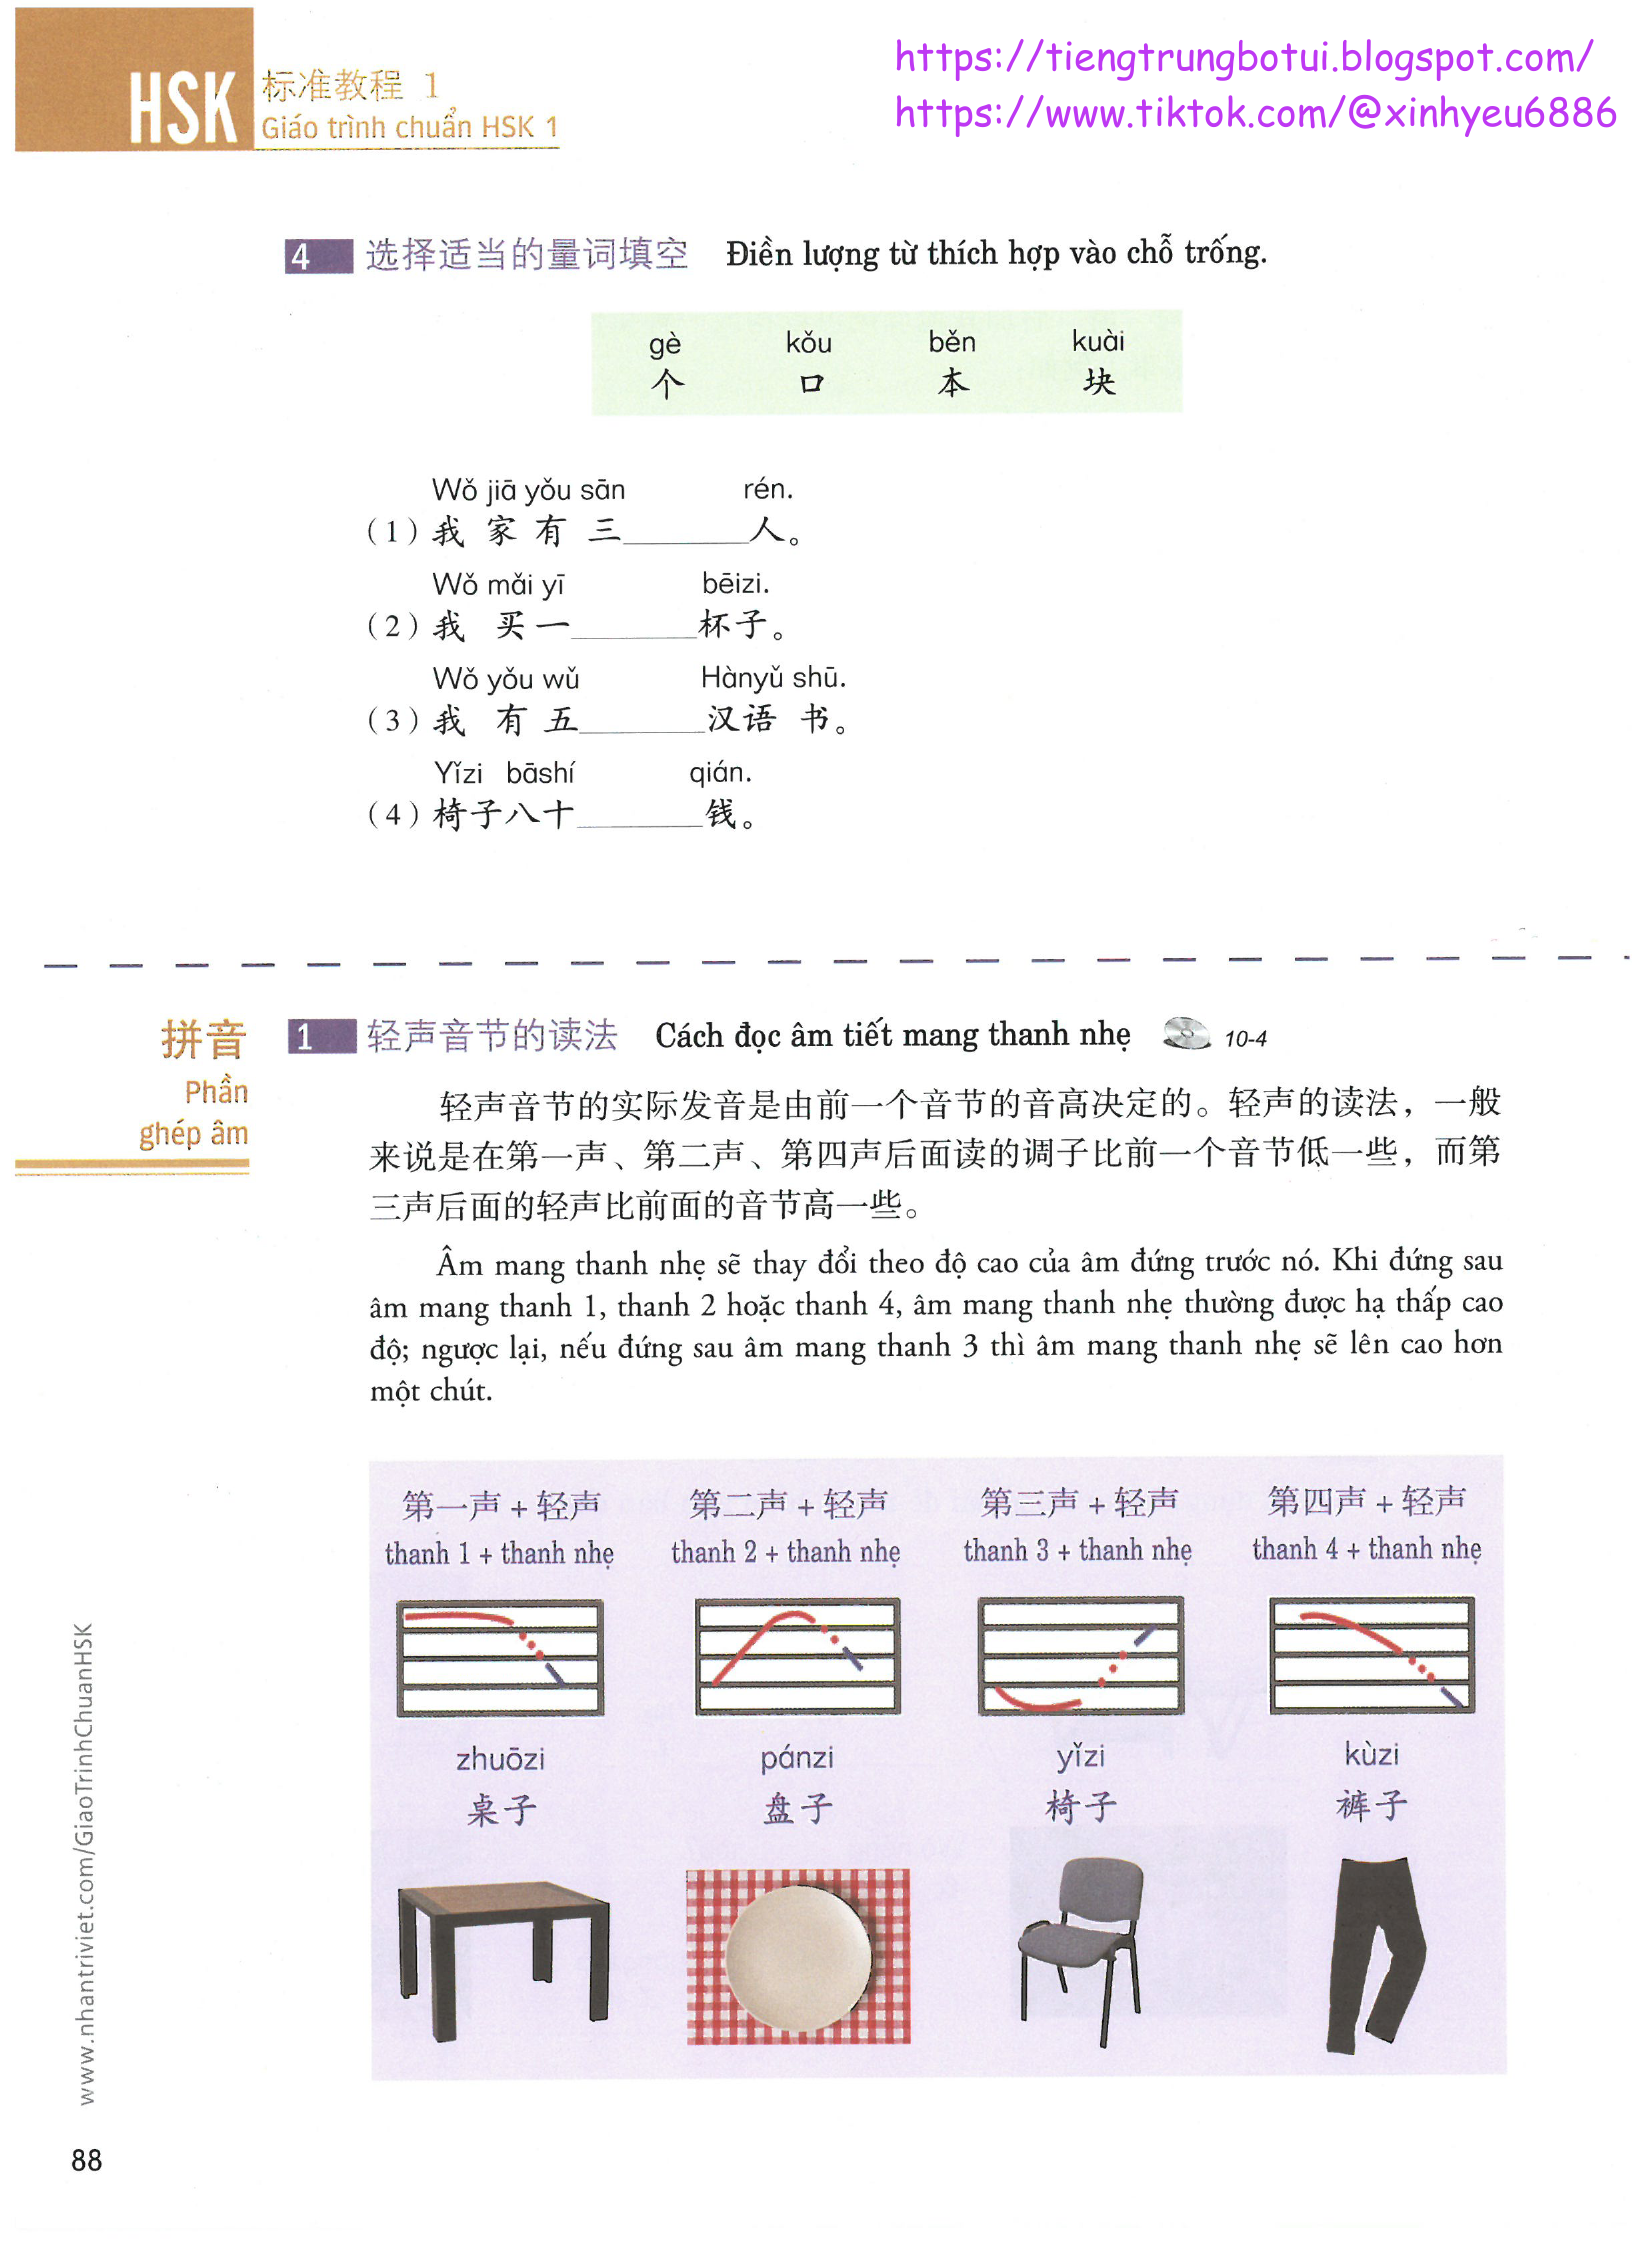 https://tiengtrungbotui.blogspot.com/
https://www.tiktok.com/@xinhyeu6886
HSK 标准教程 1
Giáo trình chuẩn HSK 1
4 选择适当的量词填空 Điền lượng từ thích hợp vào chỗ trống.
gè kǒu běn kuài
个 口 本 块
Wǒ jiā yǒu sān rén.
（1）我 家 有 三______人。
Wǒ mǎi yī bēizi.
（2）我 买 一______杯子。
Wǒ yǒu wǔ Hànyǔ shū.
（3）我 有 五______汉语 书。
Yǐzi bāshí qián.
（4）椅子八十______钱。
拼音
Phần
ghép âm
1 轻声音节的读法 Cách đọc âm tiết mang thanh nhẹ 10-4
轻声音节的实际发音是由前一个音节的音高决定的。轻声的读法，一般
来说是在第一声、第二声、第四声后面读的调子比前一个音节低一些，而第
三声后面的轻声比前面的音节高一些。
Âm mang thanh nhẹ sẽ thay đổi theo độ cao của âm đứng trước nó. Khi đứng sau
âm mang thanh 1, thanh 2 hoặc thanh 4, âm mang thanh nhẹ thường được hạ thấp cao
độ; ngược lại, nếu đứng sau âm mang thanh 3 thì âm mang thanh nhẹ sẽ lên cao hơn
một chút.
第一声 + 轻声 第二声 + 轻声 第三声 + 轻声 第四声 + 轻声
thanh 1 + thanh nhẹ thanh 2 + thanh nhẹ thanh 3 + thanh nhẹ thanh 4 + thanh nhẹ
zhuōzi pánzi yǐzi kùzi
桌子 盘子 椅子 裤子
www.nhantriviet.com/GiaoTrinhChuanHSK
88